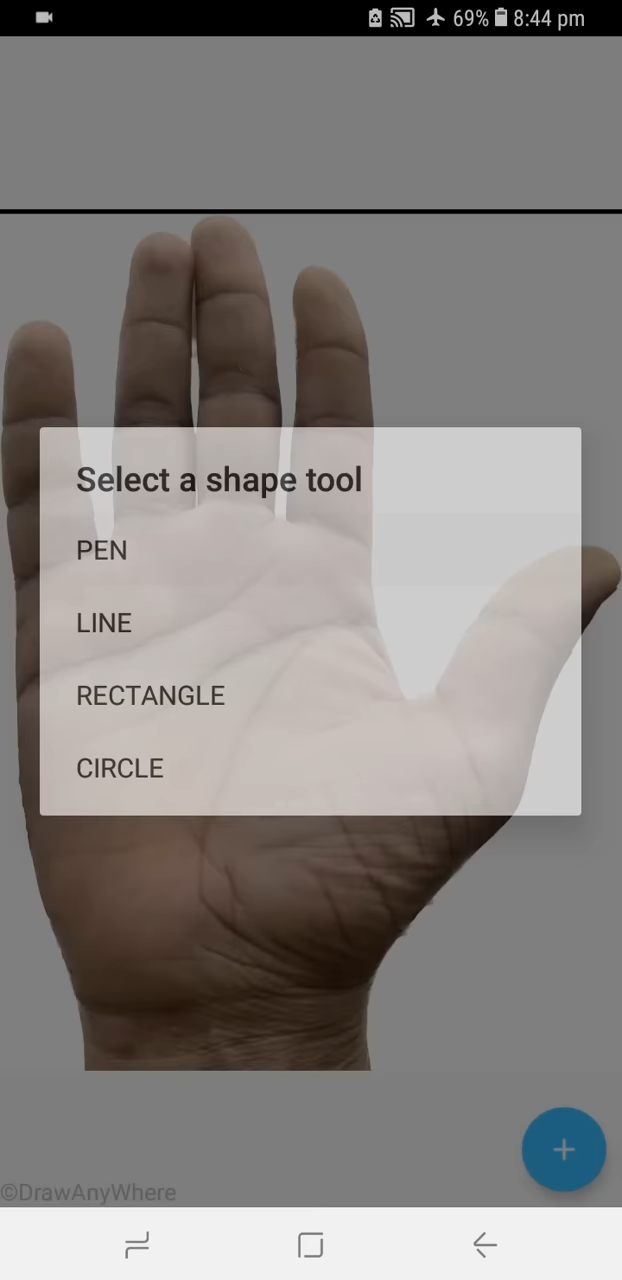 69% 8:44 pm
Select a shape tool
PEN
LINE
RECTANGLE
CIRCLE
©DrawAnyWhere